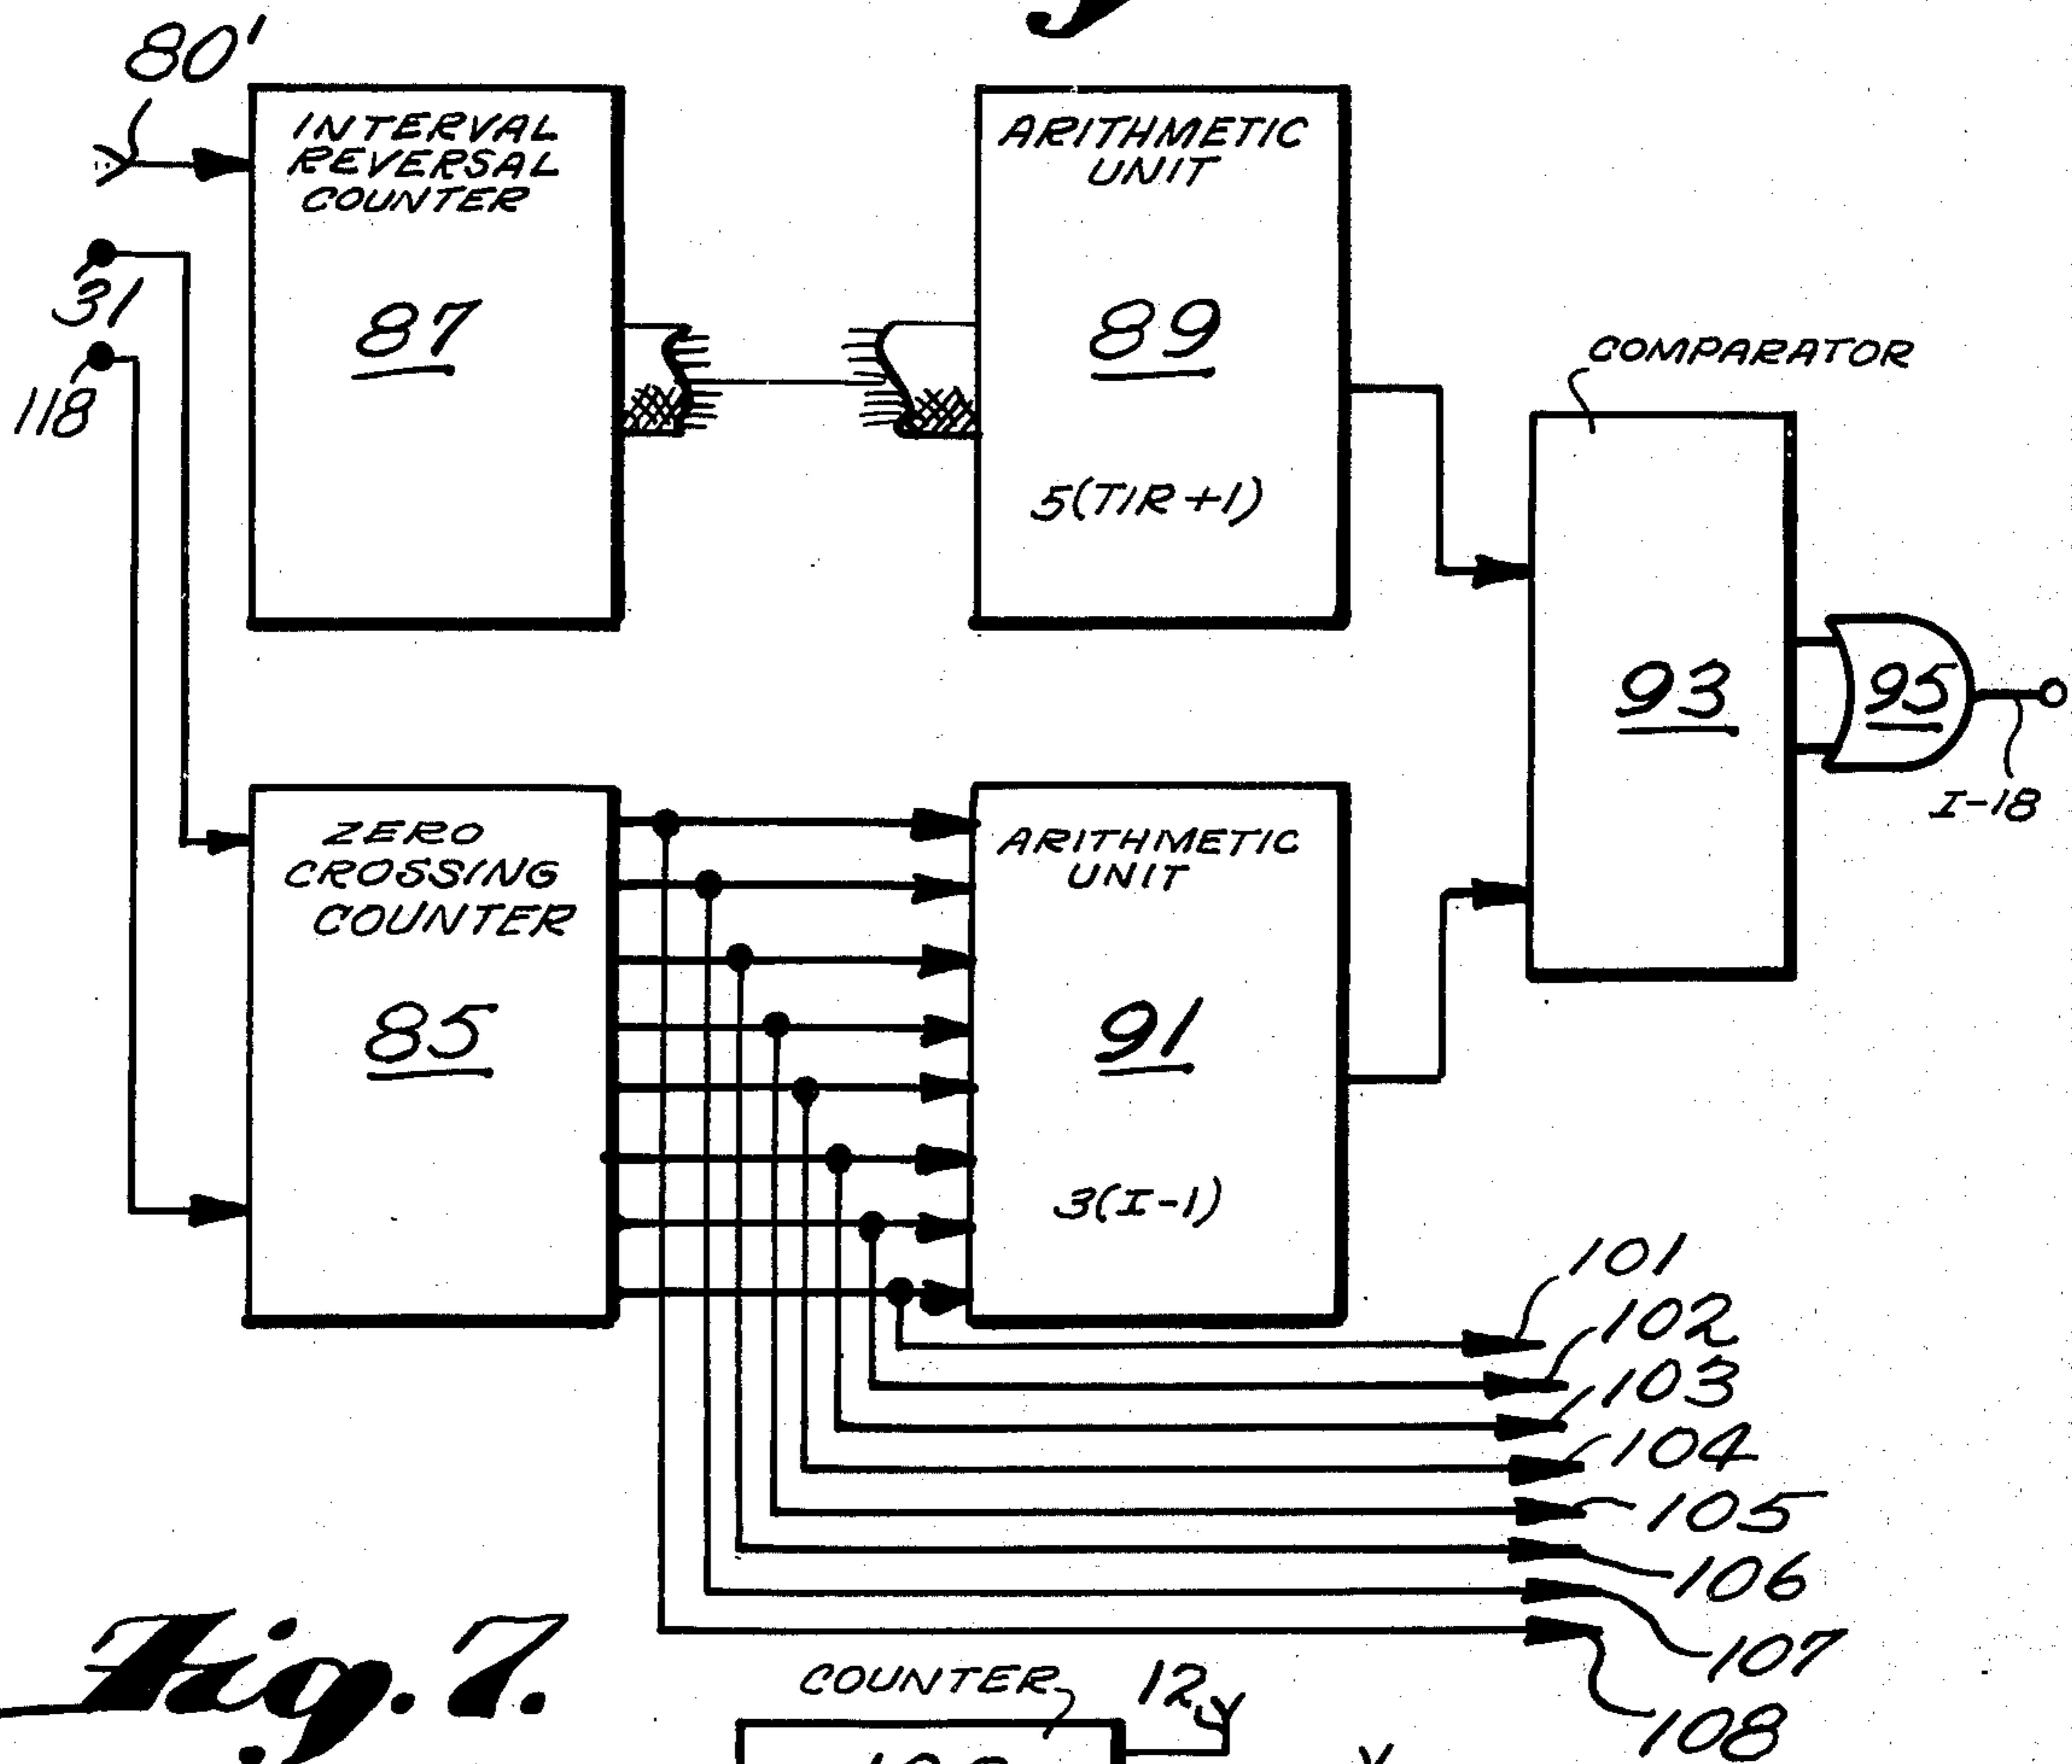 80'
INTERVAL
REVERSAL
COUNTER
87
ARITHMETIC
UNIT
89
5(TIR+1)
31
118
COMPARATOR
93
95
I-18
ZERO
CROSSING
COUNTER
85
ARITHMETIC
UNIT
91
3(I-1)
101
102
103
104
105
106
107
108
Fig. 7.
COUNTER
12